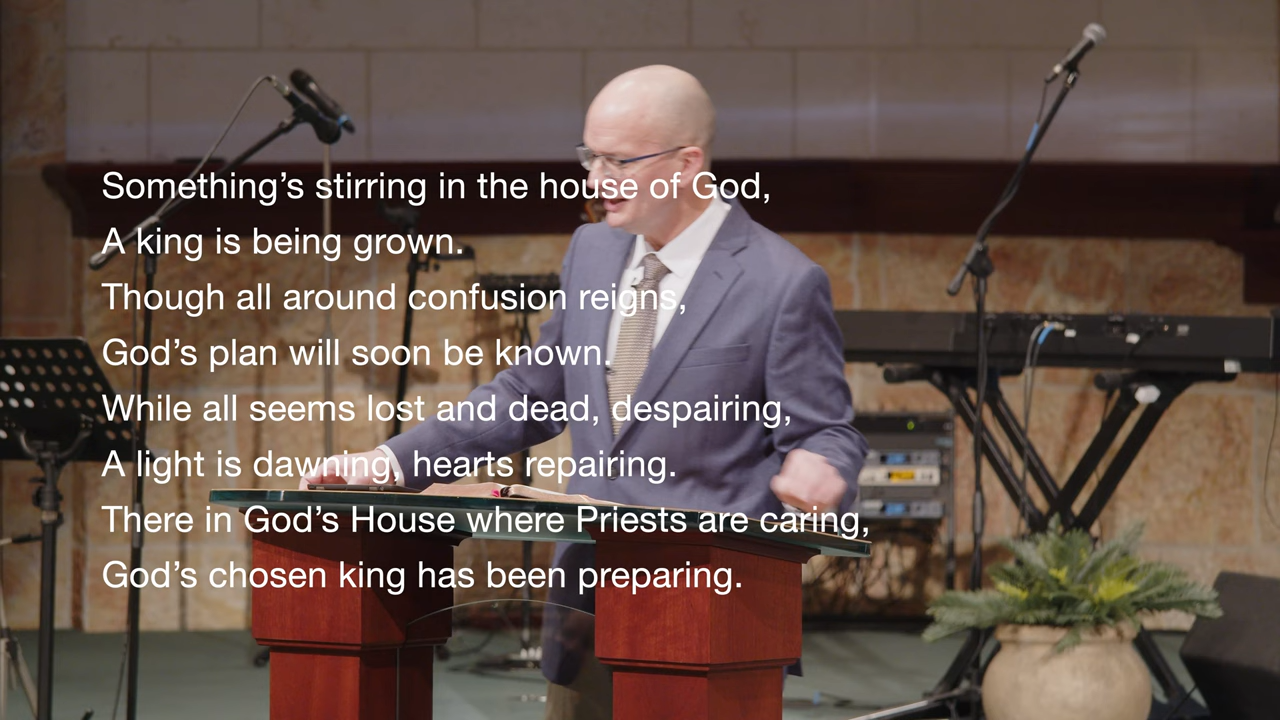 Something’s stirring in the house of God,
A king is being grown.
Though all around confusion reigns,
God’s plan will soon be known.
While all seems lost and dead, despairing,
A light is dawning, hearts repairing.
There in God’s House where Priests are caring,
God’s chosen king has been preparing.